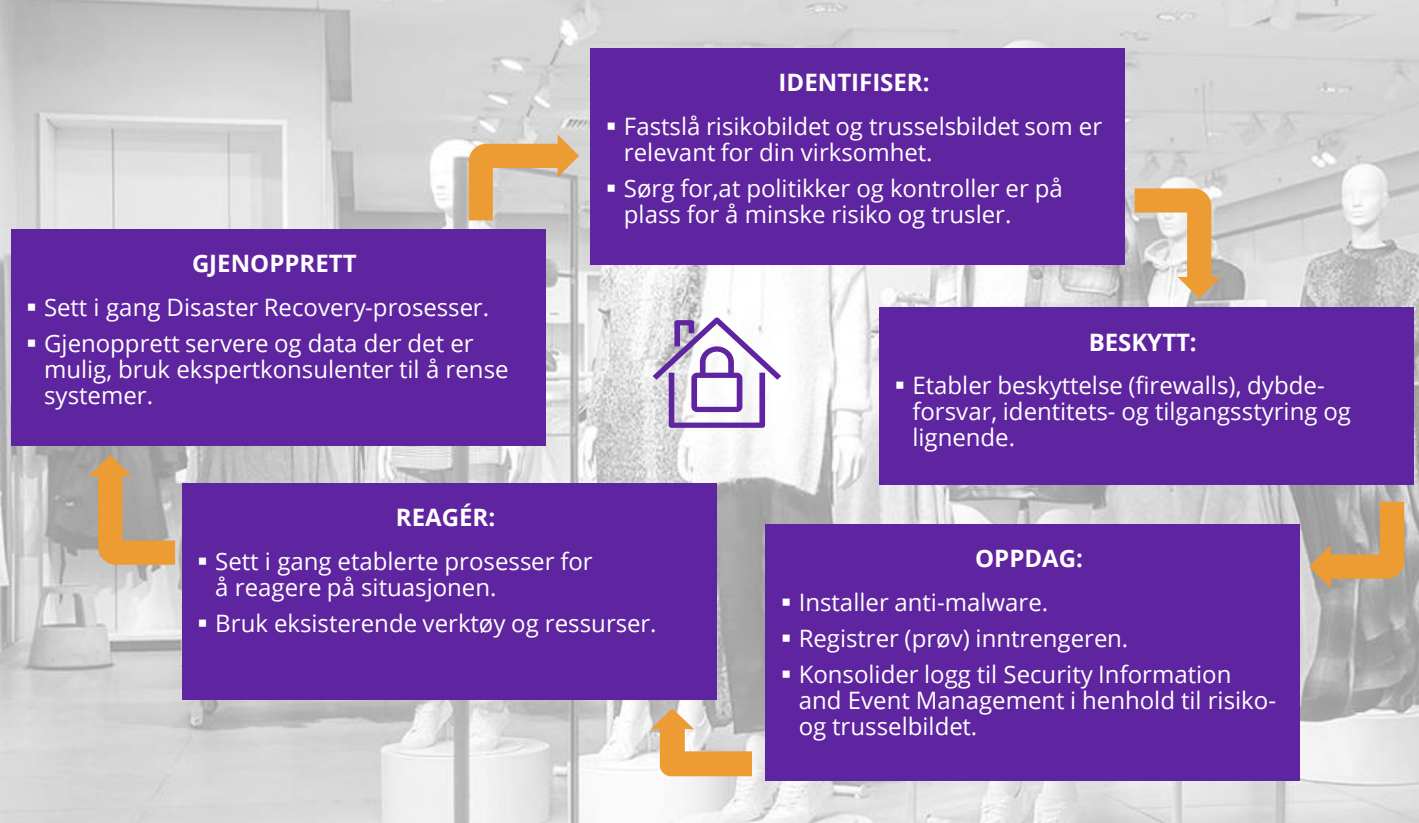 IDENTIFISER:
▪ Fastslå risikobildet og trusselsbildet som er
relevant for din virksomhet.
▪ Sørg for,at politikker og kontroller er på
plass for å minske risiko og trusler.
BESKYTT:
▪ Etabler beskyttelse (firewalls), dybde-
forsvar, identitets- og tilgangsstyring og
lignende.
OPPDAG:
▪ Installer anti-malware.
▪ Registrer (prøv) inntrengeren.
▪ Konsolider logg til Security Information
and Event Management i henhold til risiko-
og trusselbildet.
REAGÉR:
▪ Sett i gang etablerte prosesser for
å reagere på situasjonen.
▪ Bruk eksisterende verktøy og ressurser.
GJENOPPRETT
▪ Sett i gang Disaster Recovery-prosesser.
▪ Gjenopprett servere og data der det er
mulig, bruk ekspertkonsulenter til å rense
systemer.